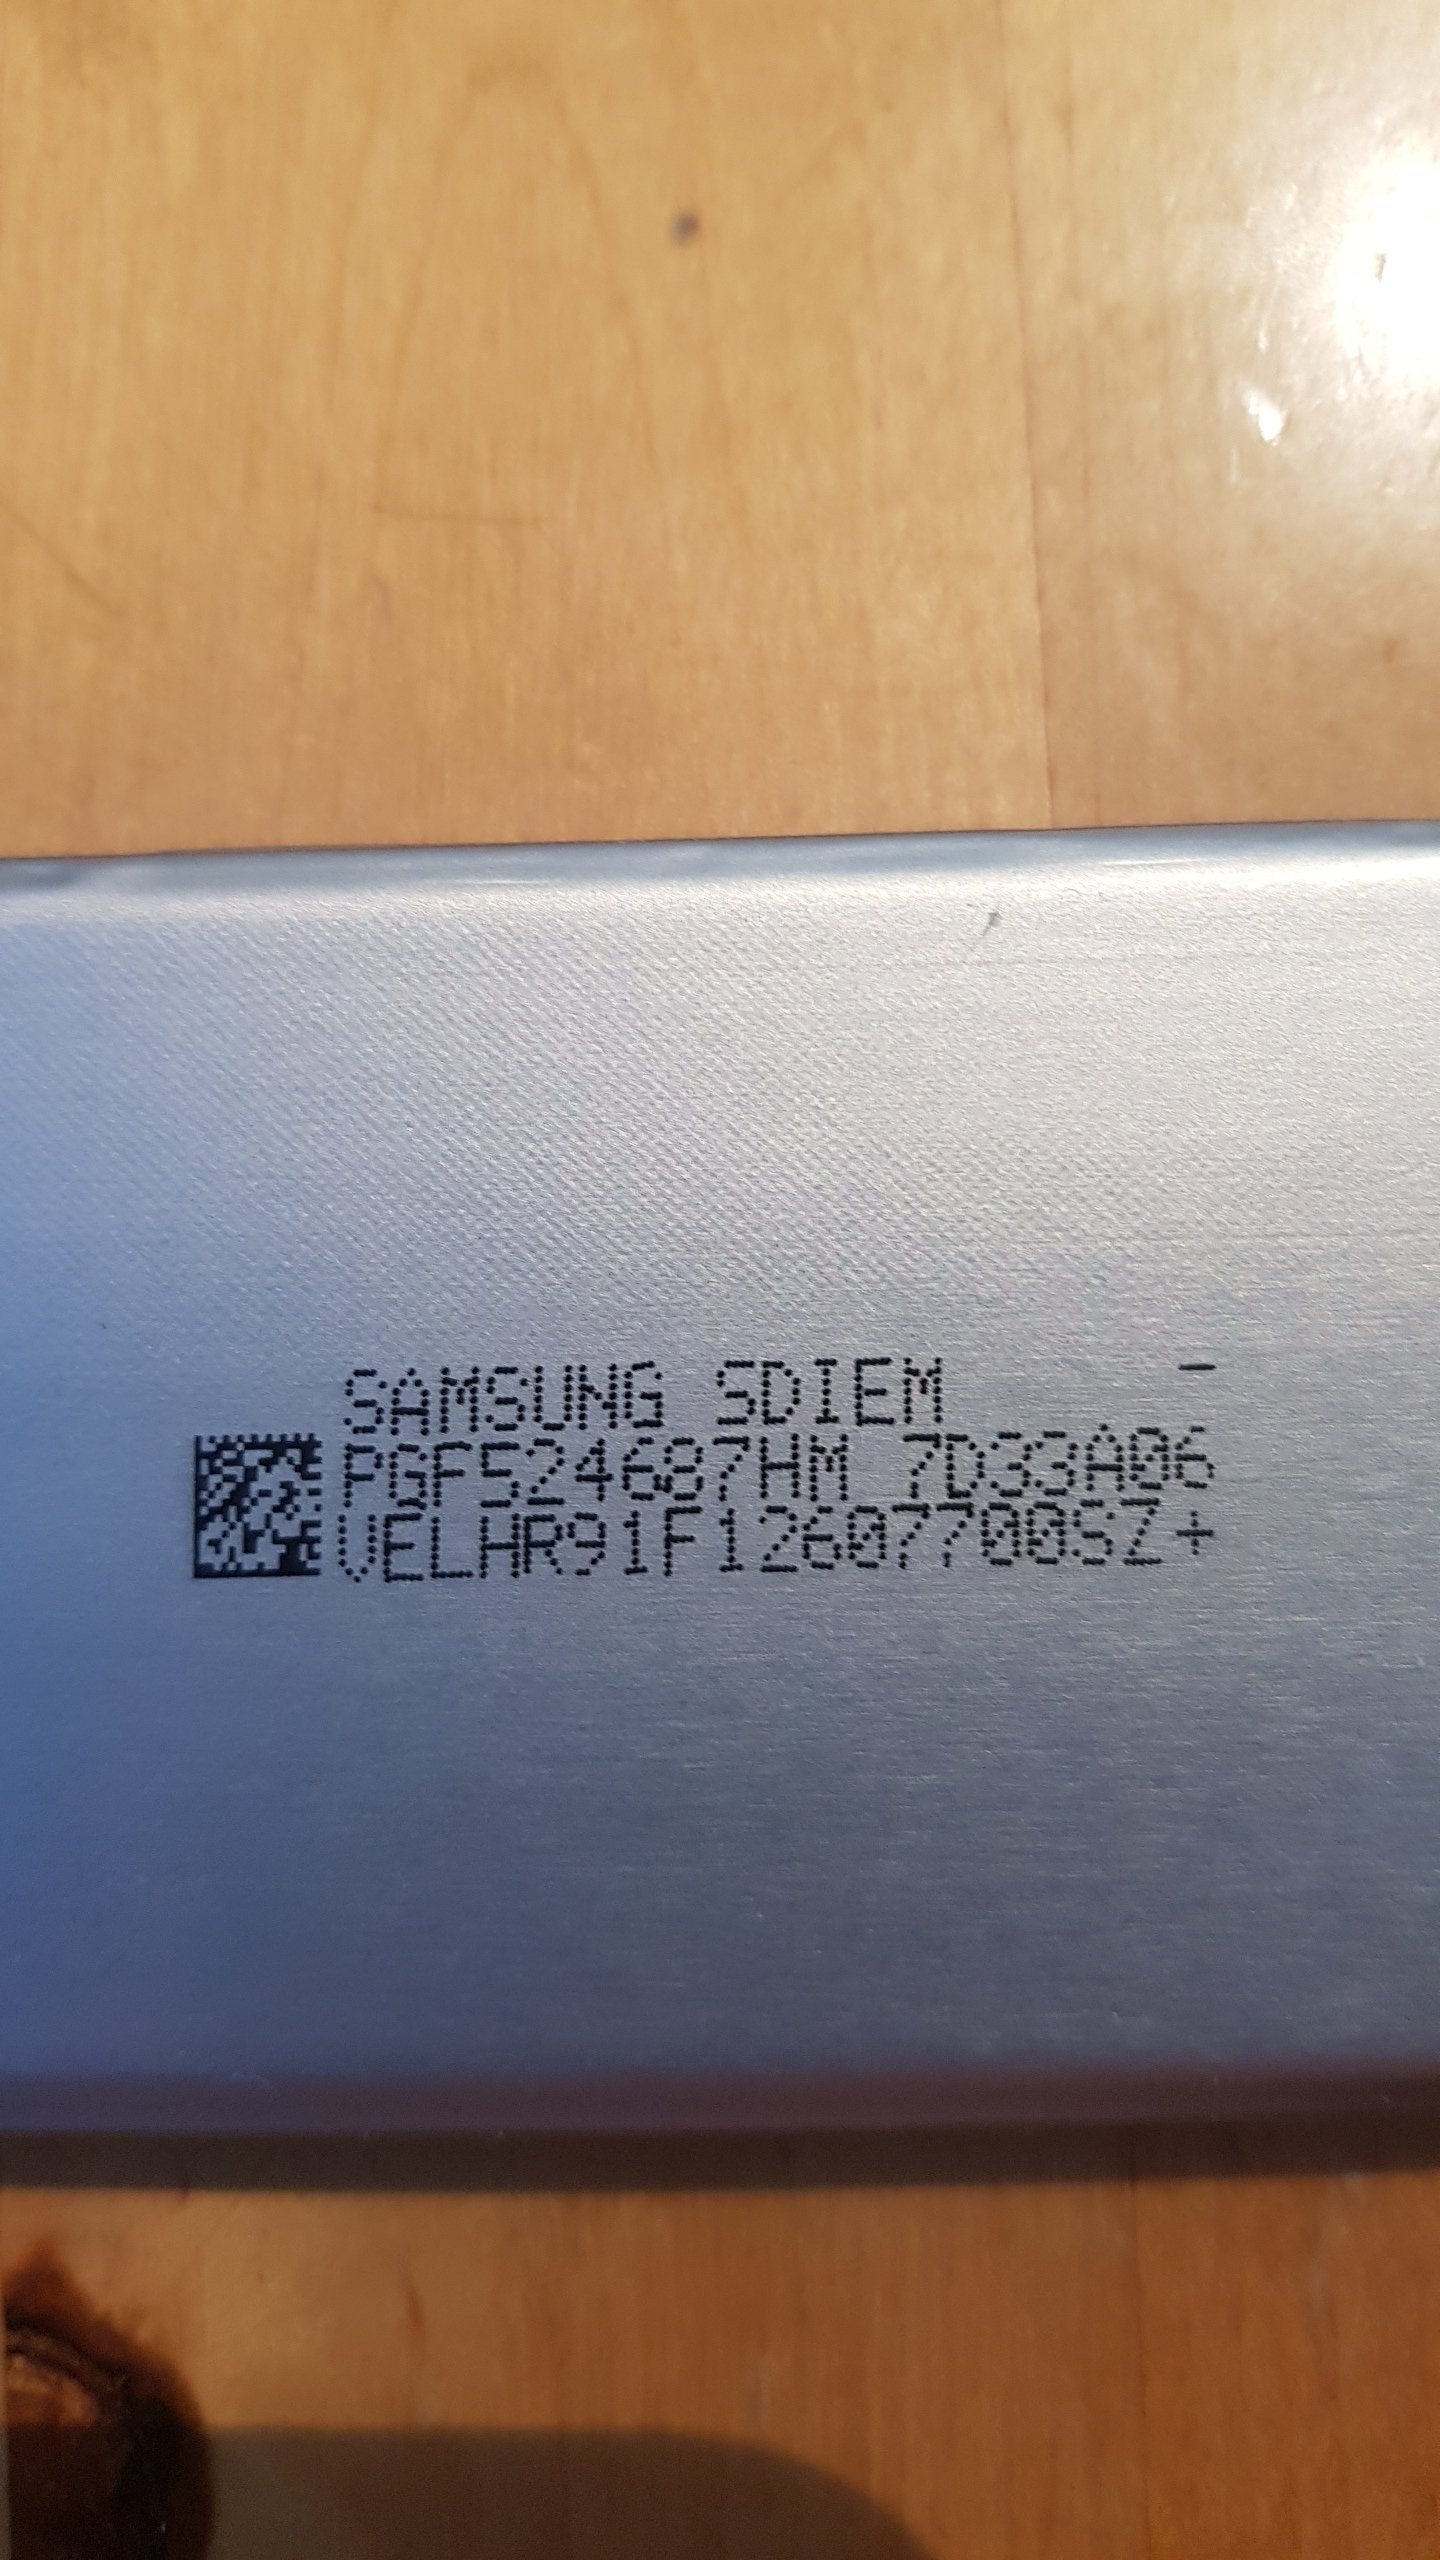 SAMSUNG SDIEM -
PGF524687HM 7D33A06
VELHR91F12607700SZ+